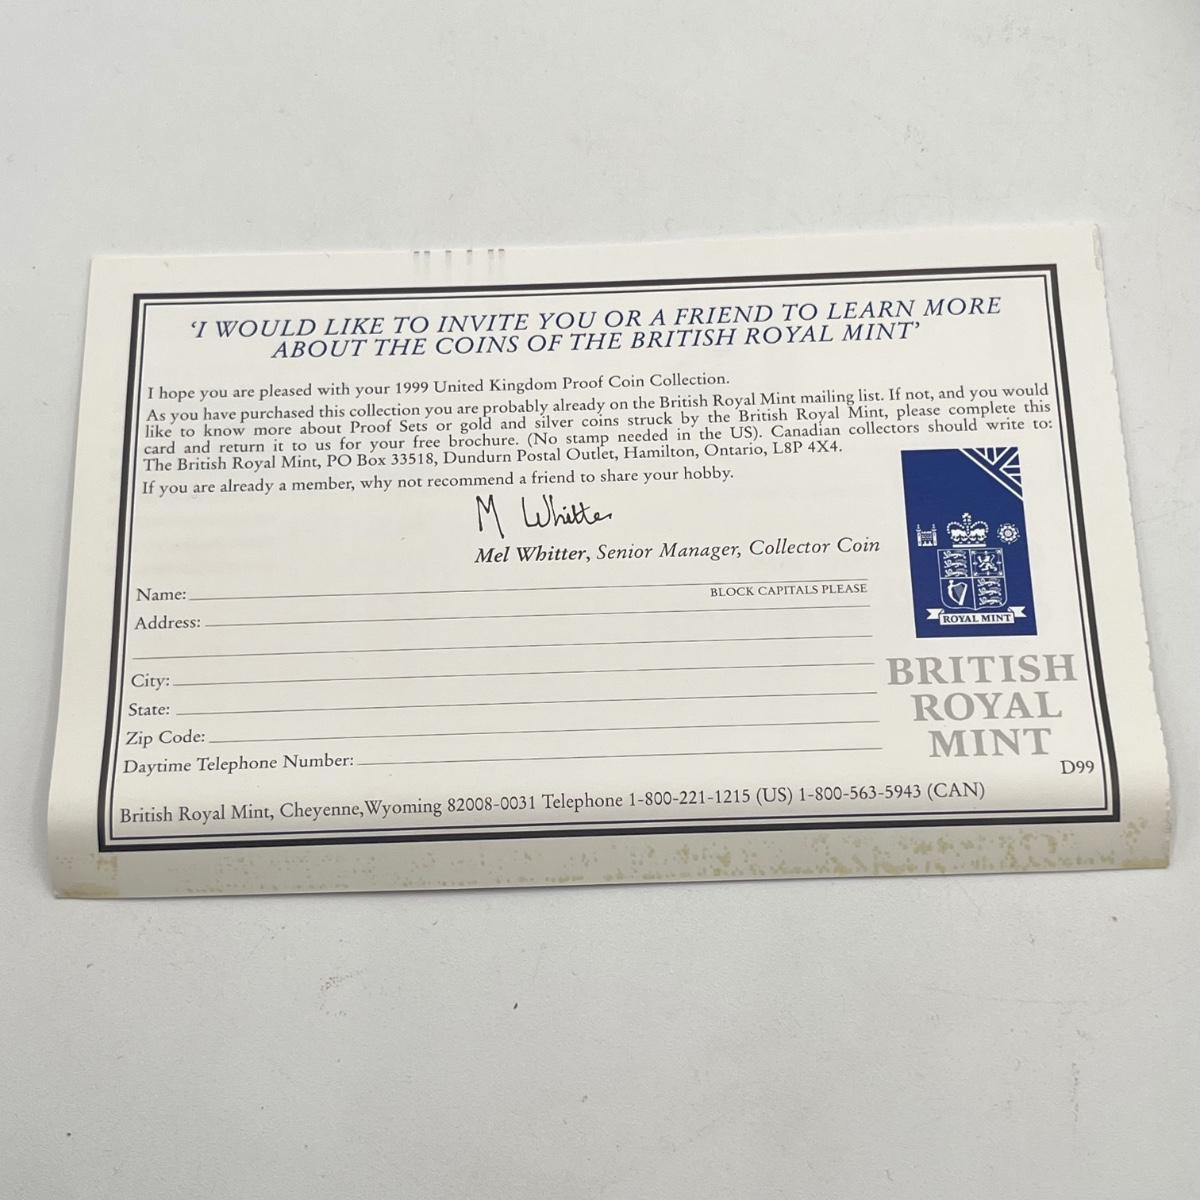 ‘I WOULD LIKE TO INVITE YOU OR A FRIEND TO LEARN MORE
ABOUT THE COINS OF THE BRITISH ROYAL MINT’
I hope you are pleased with your 1999 United Kingdom Proof Coin Collection.
As you have purchased this collection you are probably already on the British Royal Mint mailing list. If not, and you would
like to know more about Proof Sets or gold and silver coins struck by the British Royal Mint, please complete this
card and return it to us for your free brochure. (No stamp needed in the US). Canadian collectors should write to:
The British Royal Mint, PO Box 33518, Dundurn Postal Outlet, Hamilton, Ontario, L8P 4X4.
If you are already a member, why not recommend a friend to share your hobby.
M Whitter
Mel Whitter, Senior Manager, Collector Coin
Name:
BLOCK CAPITALS PLEASE
Address:
City:
State:
Zip Code:
Daytime Telephone Number:
ROYAL MINT
BRITISH
ROYAL
MINT
D99
British Royal Mint, Cheyenne, Wyoming 82008-0031 Telephone 1-800-221-1215 (US) 1-800-563-5943 (CAN)